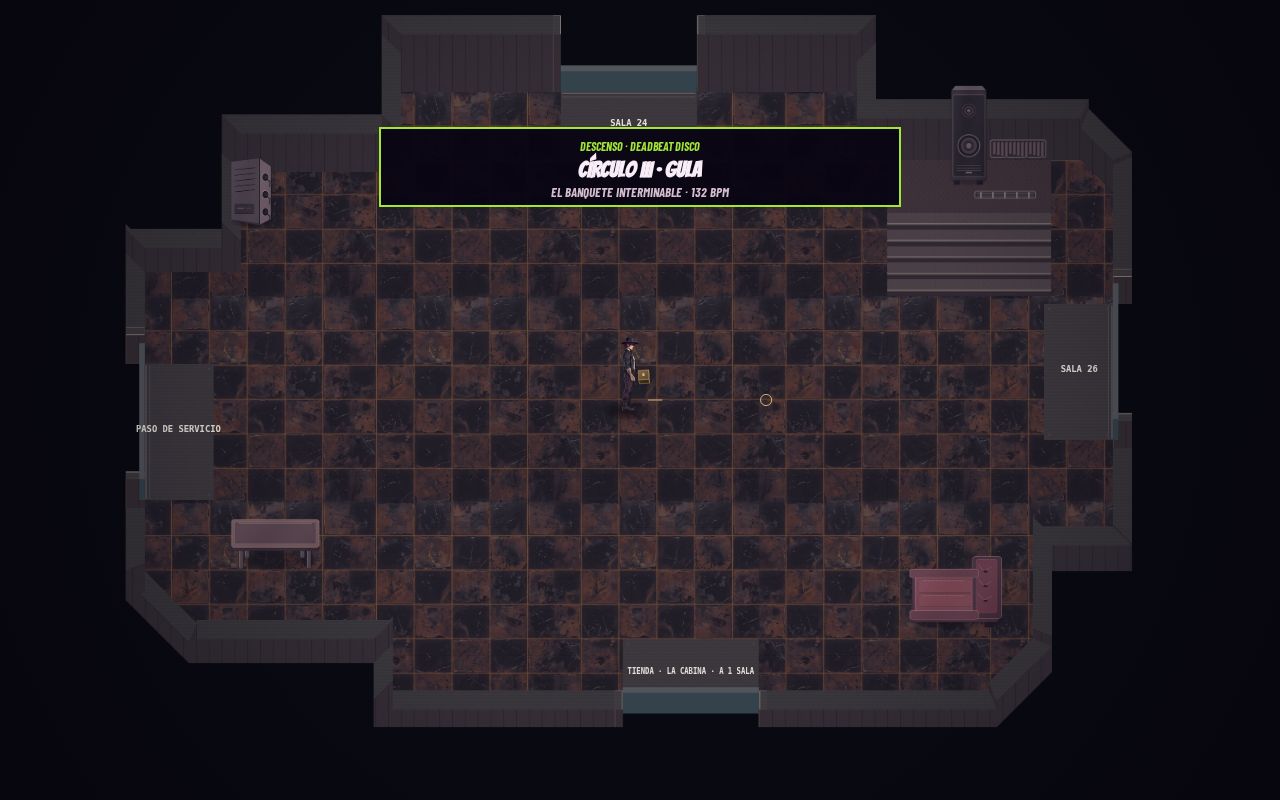 SALA 24
DESCENSO · DEADBEAT DISCO
CÍRCULO III · GULA
EL BANQUETE INTERMINABLE · 132 BPM
SALA 26
PASO DE SERVICIO
TIENDA · LA CABINA · A 1 SALA